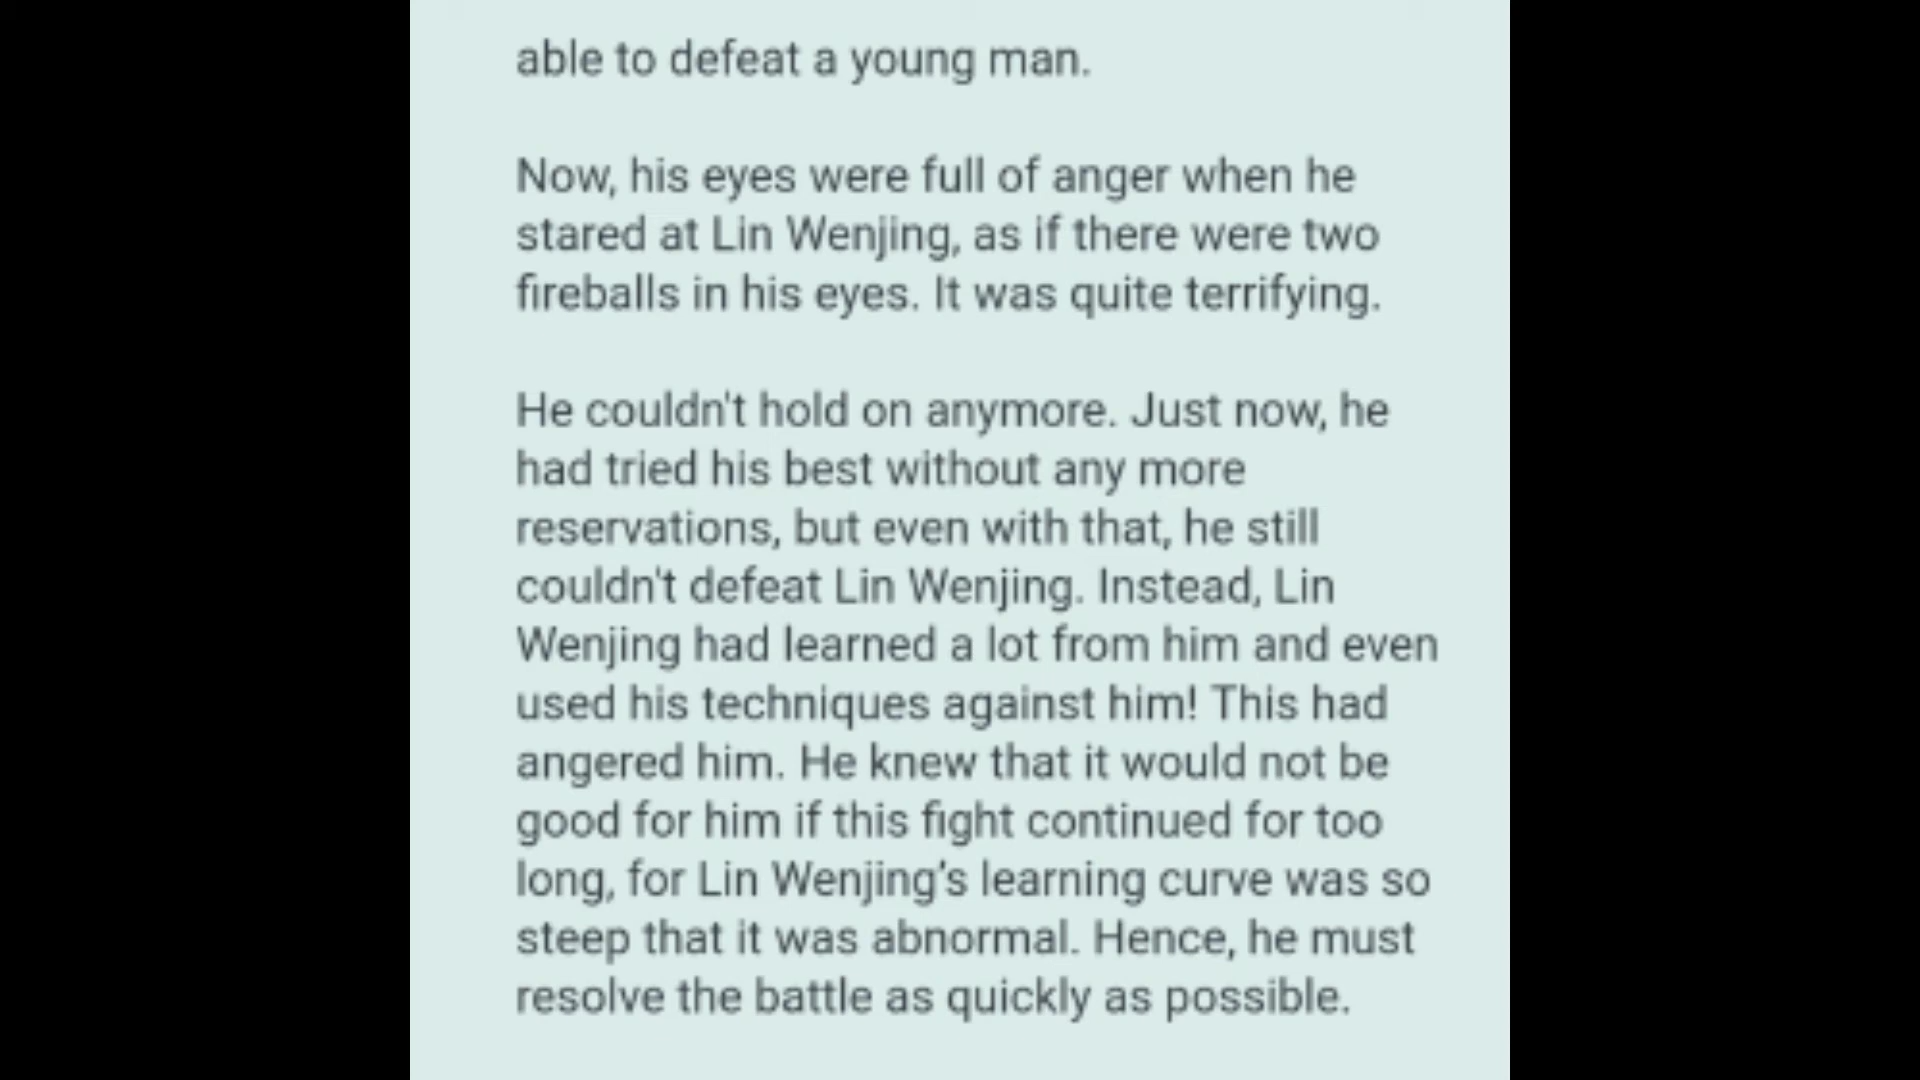 able to defeat a young man.
Now, his eyes were full of anger when he
stared at Lin Wenjing, as if there were two
fireballs in his eyes. It was quite terrifying.
He couldn't hold on anymore. Just now, he
had tried his best without any more
reservations, but even with that, he still
couldn't defeat Lin Wenjing. Instead, Lin
Wenjing had learned a lot from him and even
used his techniques against him! This had
angered him. He knew that it would not be
good for him if this fight continued for too
long, for Lin Wenjing’s learning curve was so
steep that it was abnormal. Hence, he must
resolve the battle as quickly as possible.